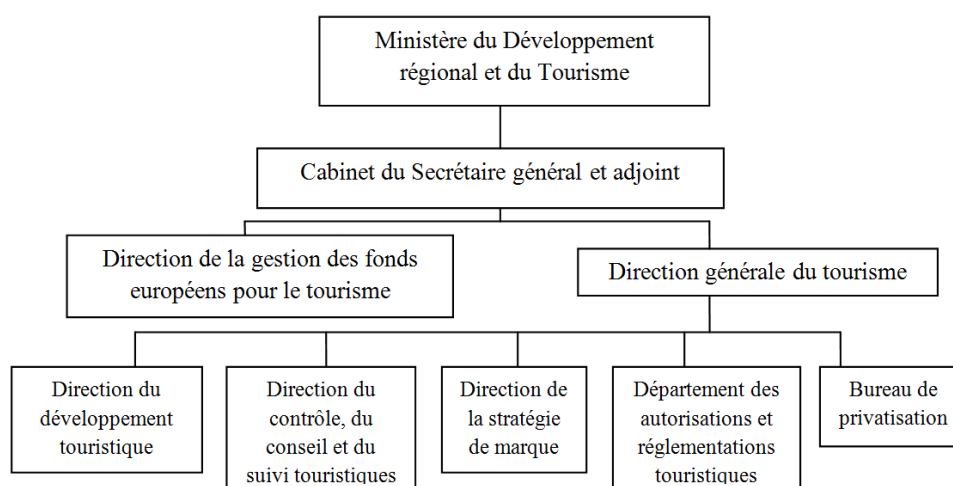 Ministère du Développement
régional et du Tourisme
Cabinet du Secrétaire général et adjoint
Direction de la gestion des fonds
européens pour le tourisme
Direction générale du tourisme
Direction du
développement
touristique
Direction du
contrôle, du
conseil et du
suivi touristiques
Direction de
la stratégie
de marque
Département des
autorisations et
réglementations
touristiques
Bureau de
privatisation